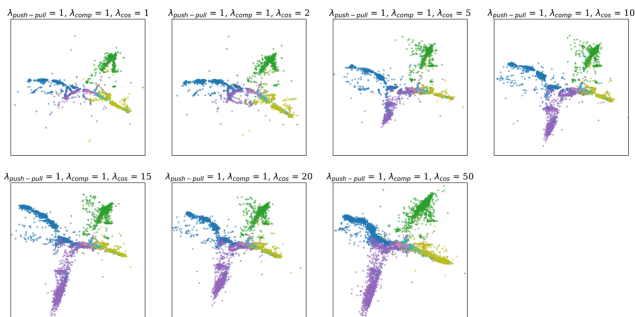 λpush−pull = 1, λcomp = 1, λcos = 1
λpush−pull = 1, λcomp = 1, λcos = 2
λpush−pull = 1, λcomp = 1, λcos = 5
λpush−pull = 1, λcomp = 1, λcos = 10
λpush−pull = 1, λcomp = 1, λcos = 15
λpush−pull = 1, λcomp = 1, λcos = 20
λpush−pull = 1, λcomp = 1, λcos = 50